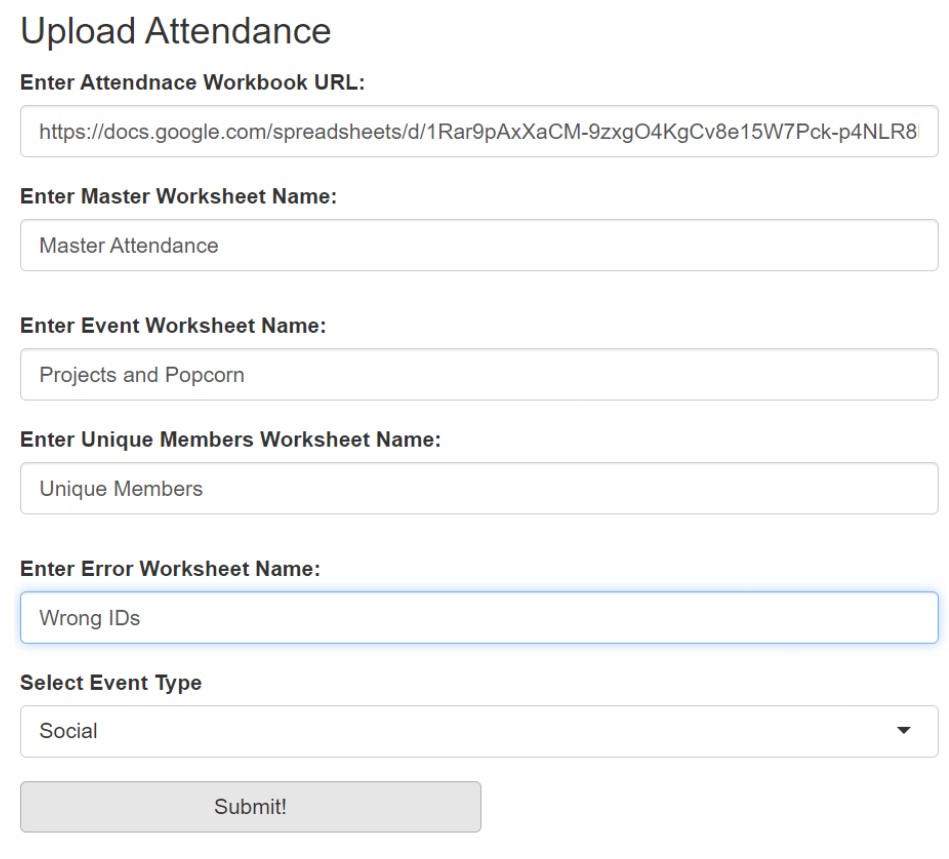 Upload Attendance
Enter Attendnace Workbook URL:
https://docs.google.com/spreadsheets/d/1Rar9pAxXaCM-9zxgO4KgCv8e15W7Pck-p4NLR8
Enter Master Worksheet Name:
Master Attendance
Enter Event Worksheet Name:
Projects and Popcorn
Enter Unique Members Worksheet Name:
Unique Members
Enter Error Worksheet Name:
Wrong IDs
Select Event Type
Social
Submit!